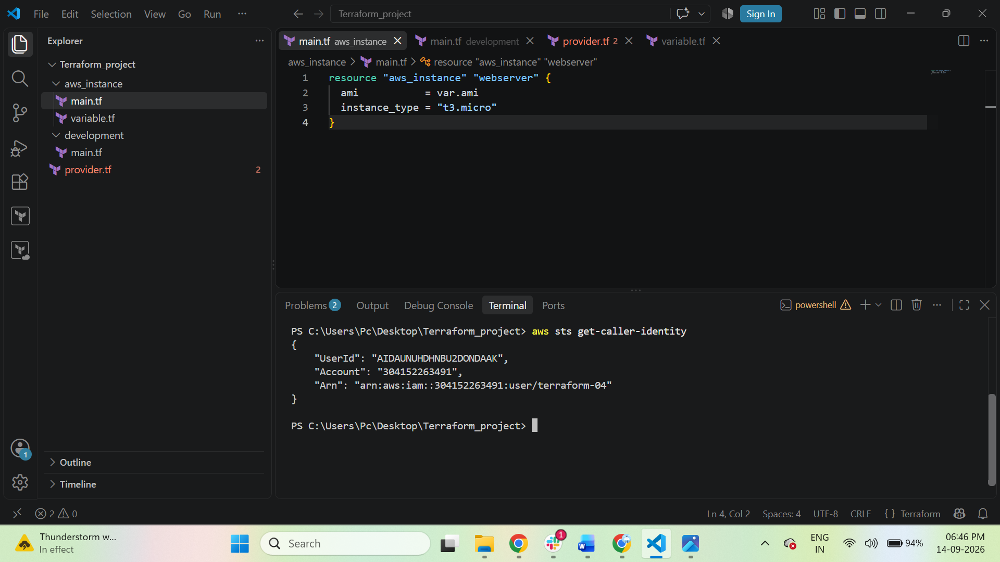 File Edit Selection View Go Run ···
Terraform_project
Sign In
Explorer
Terraform_project
aws_instance
main.tf
variable.tf
development
main.tf
provider.tf 2
Outline
Timeline
1
main.tf aws_instance
main.tf development
provider.tf 2
variable.tf
aws_instance > main.tf > resource "aws_instance" "webserver"
1 resource "aws_instance" "webserver" {
2 ami = var.ami
3 instance_type = "t3.micro"
4 }
Problems 2 Output Debug Console Terminal Ports
powershell
PS C:\Users\Pc\Desktop\Terraform_project> aws sts get-caller-identity
{
"UserId": "AIDAUNUHDHNBU2DONDAAK",
"Account": "304152263491",
"Arn": "arn:aws:iam::304152263491:user/terraform-04"
}
PS C:\Users\Pc\Desktop\Terraform_project>
2 0
Ln 4, Col 2 Spaces: 4 UTF-8 CRLF { } Terraform
Thunderstorm w...
In effect
Search
1
W
ENG
IN
94%
06:46 PM
14-09-2026